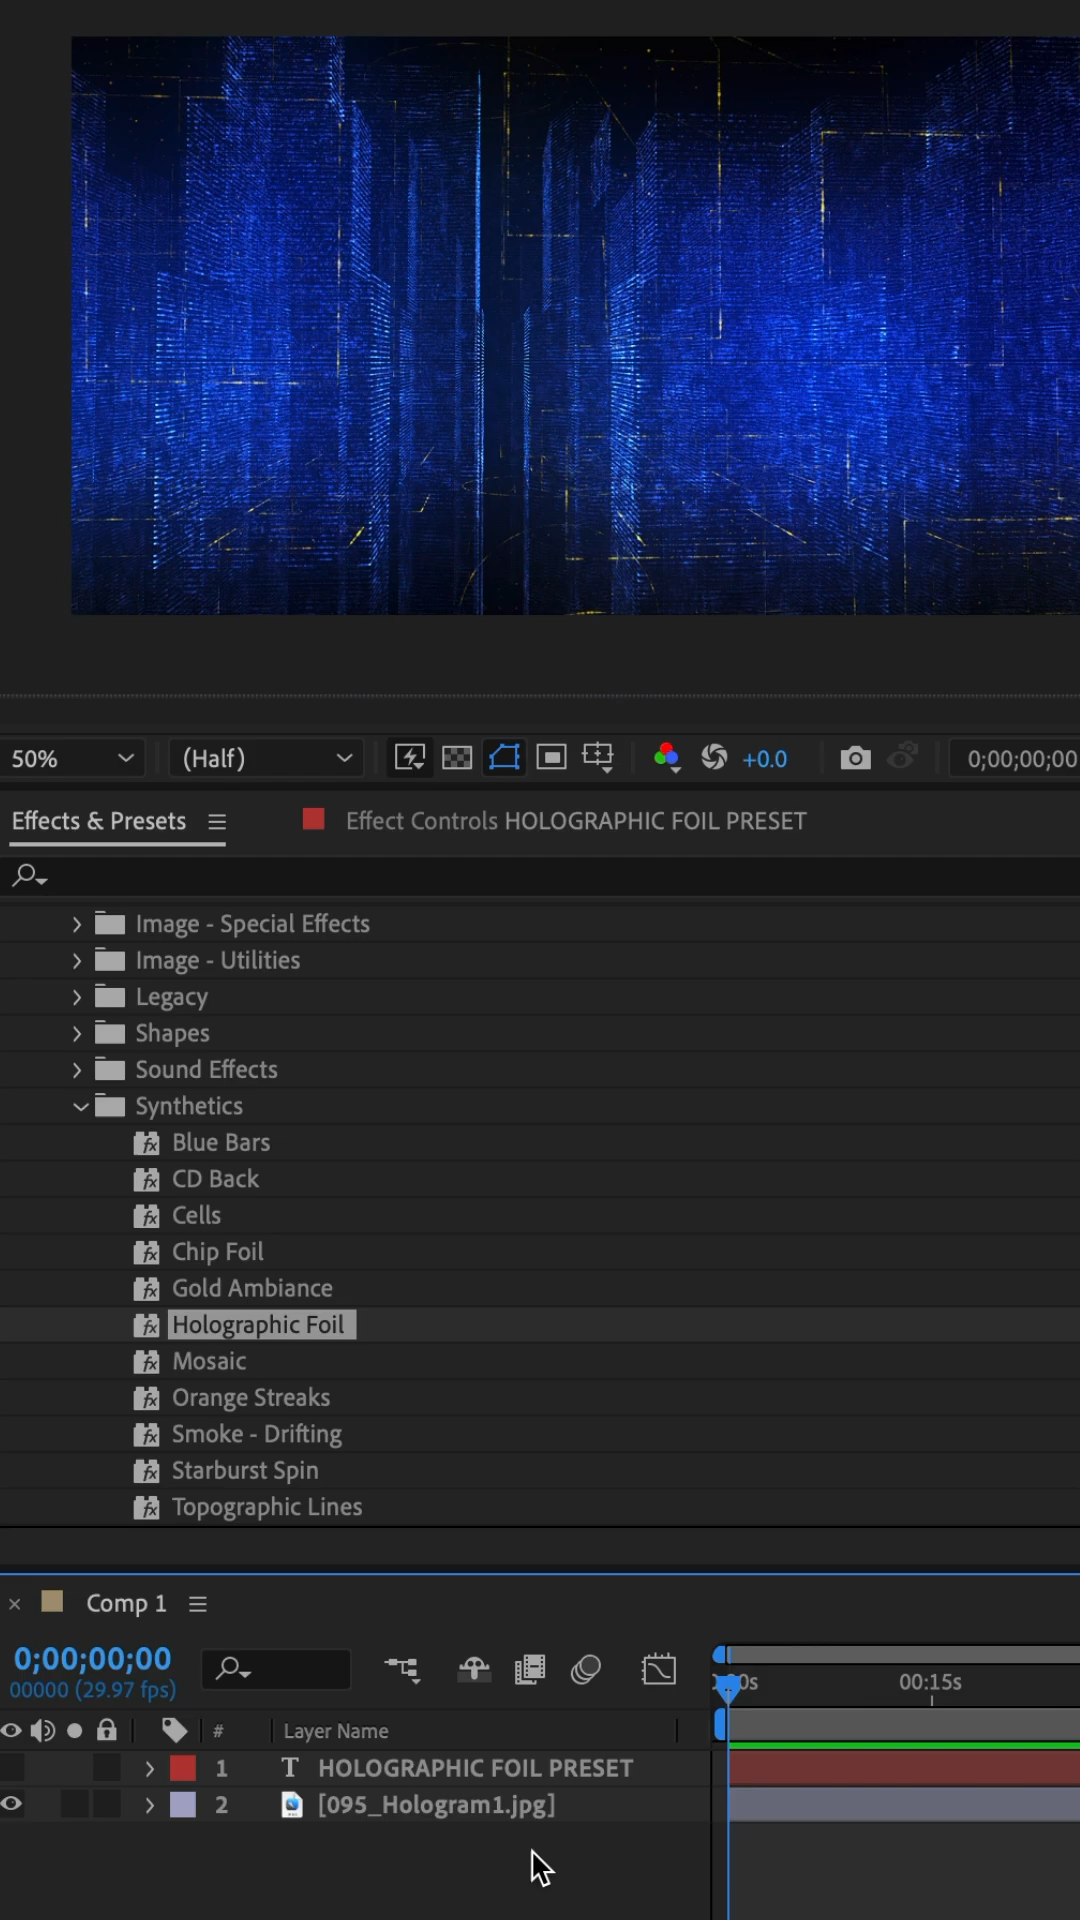 50% (Half) +0.0 0;00;00;00
Effects & Presets Effect Controls HOLOGRAPHIC FOIL PRESET
Image - Special Effects
Image - Utilities
Legacy
Shapes
Sound Effects
Synthetics
Blue Bars
CD Back
Cells
Chip Foil
Gold Ambiance
Holographic Foil
Mosaic
Orange Streaks
Smoke - Drifting
Starburst Spin
Topographic Lines
Comp 1
0;00;00;00
00000 (29.97 fps)
00:15s
# Layer Name
1 T HOLOGRAPHIC FOIL PRESET
2 [095_Hologram1.jpg]